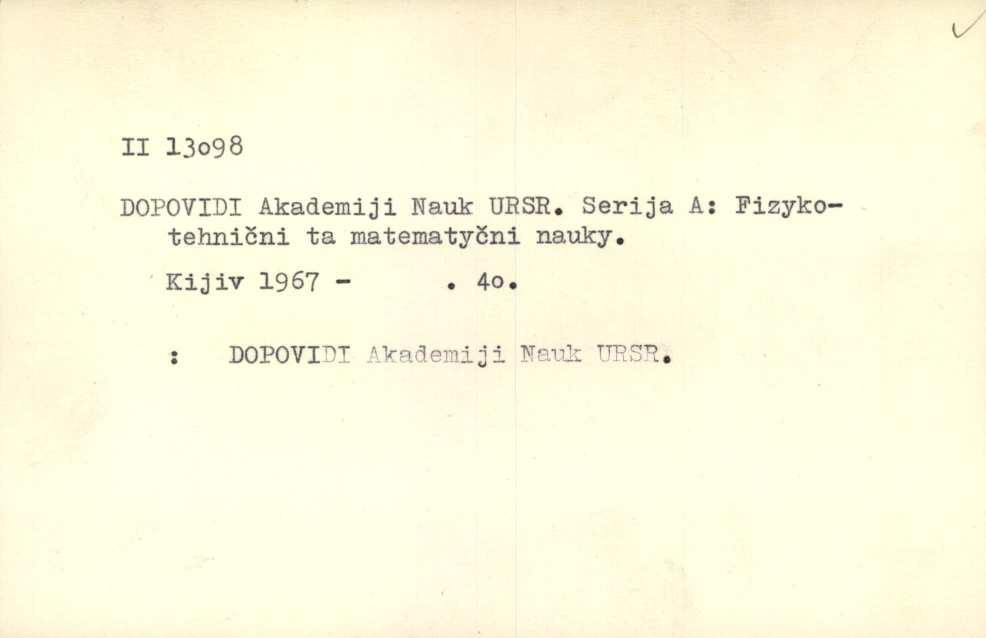 II 13o98
DOPOVIDI Akademiji Nauk URSR. Serija A: Fizyko-
tehnični ta matematyčni nauky.
Kijiv 1967 - . 4o.
: DOPOVIDI Akademiji Nauk URSR.